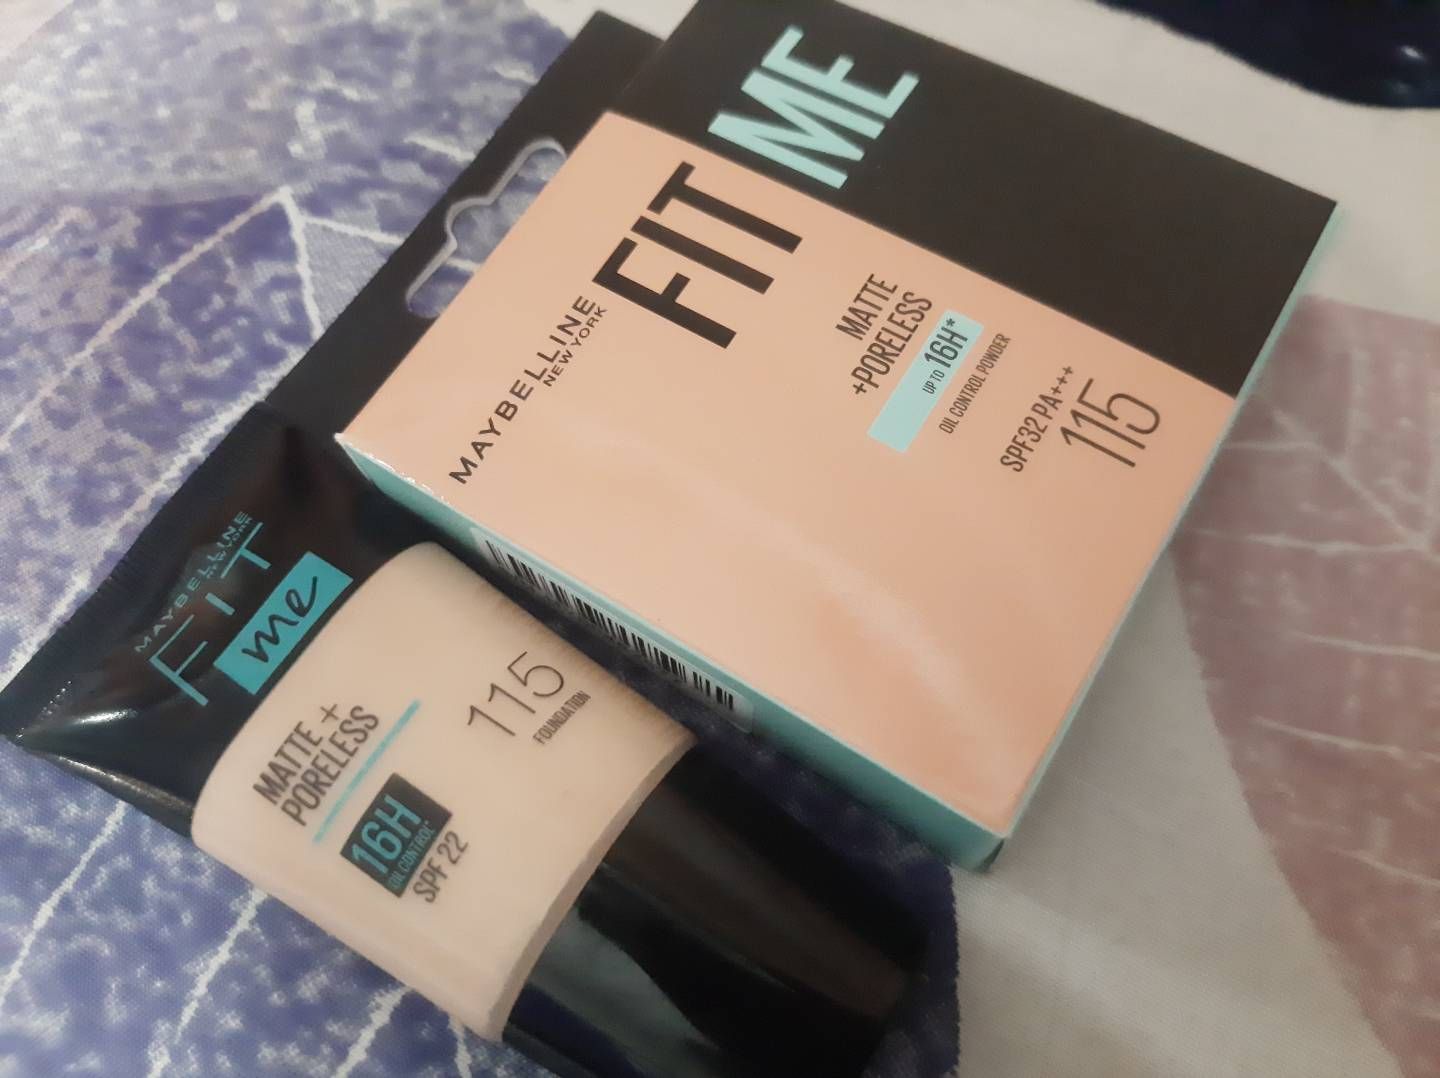 FIT
ME
MAYBELLINE
NEW YORK
MATTE
+PORELESS
UP TO 16H*
OIL CONTROL POWDER
SPF32 PA+++
115
MAYBELLINE
NEW YORK
FIT
me
MATTE +
PORELESS
16H
OIL CONTROL*
SPF 22
115
FOUNDATION